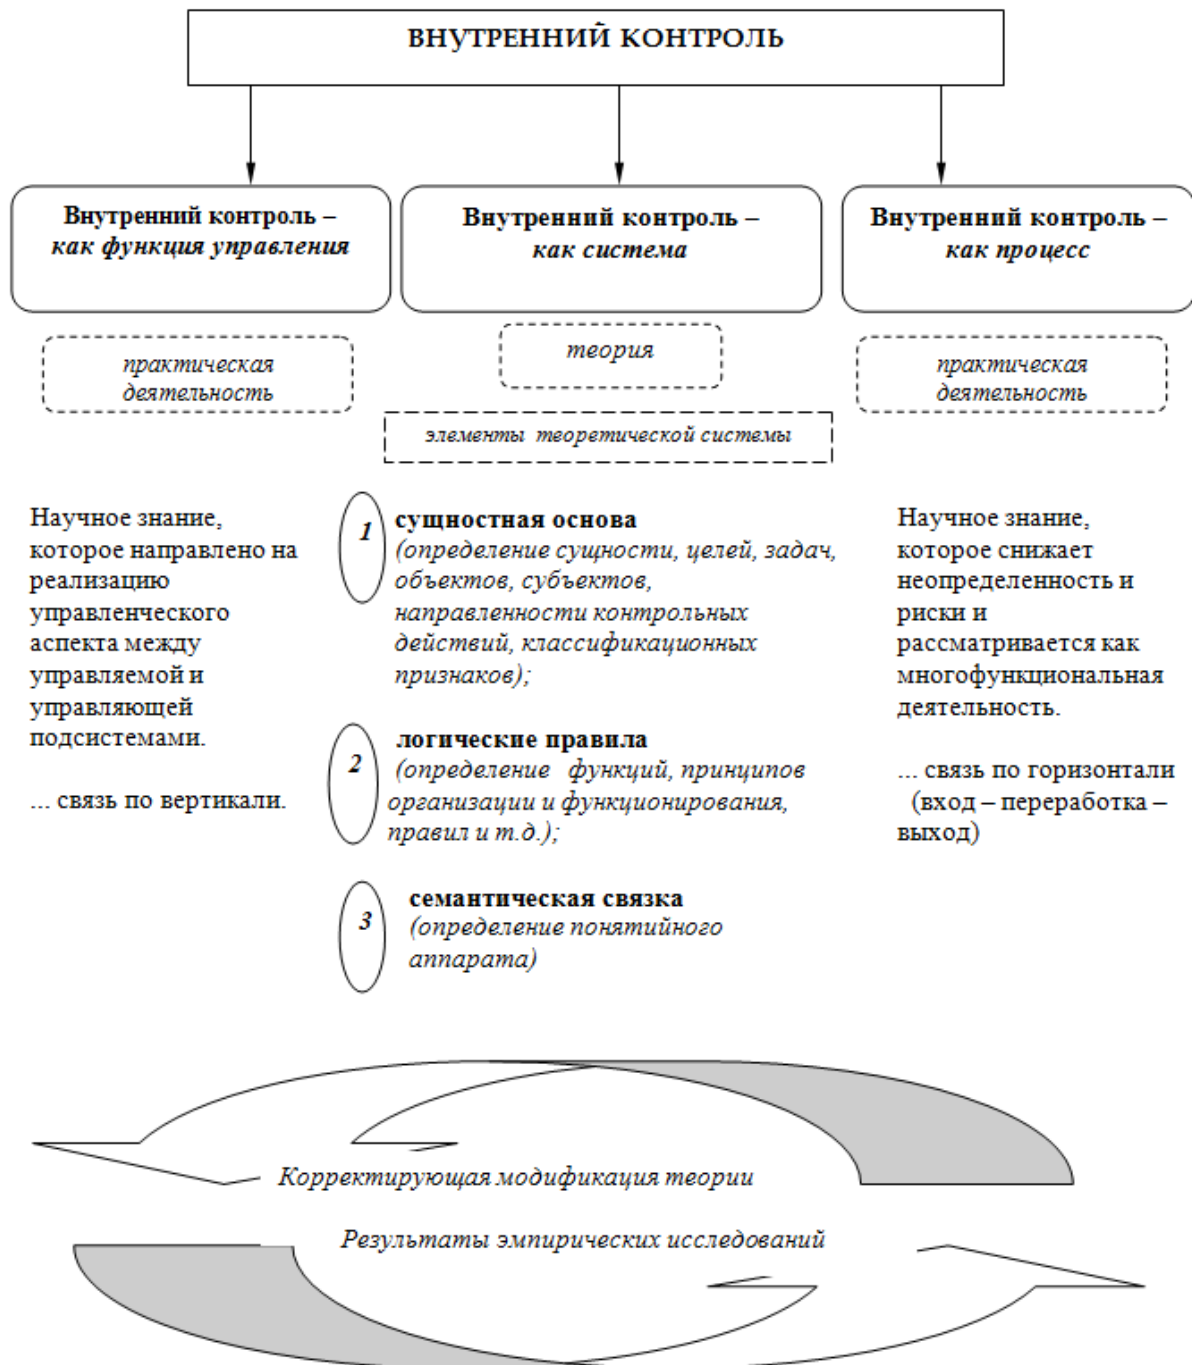 ВНУТРЕННИЙ КОНТРОЛЬ
Внутренний контроль –
как функция управления
Внутренний контроль –
как система
Внутренний контроль –
как процесс
практическая
деятельность
теория
практическая
деятельность
элементы теоретической системы
Научное знание,
которое направлено на
реализацию
управленческого
аспекта между
управляемой и
управляющей
подсистемами.
... связь по вертикали.
1
сущностная основа
(определение сущности, целей, задач,
объектов, субъектов,
направленности контрольных
действий, классификационных
признаков);
2
логические правила
(определение функций, принципов
организации и функционирования,
правил и т.д.);
3
семантическая связка
(определение понятийного
аппарата)
Научное знание,
которое снижает
неопределенность и
риски и
рассматривается как
многофункциональная
деятельность.
... связь по горизонтали
(вход – переработка –
выход)
Корректирующая модификация теории
Результаты эмпирических исследований